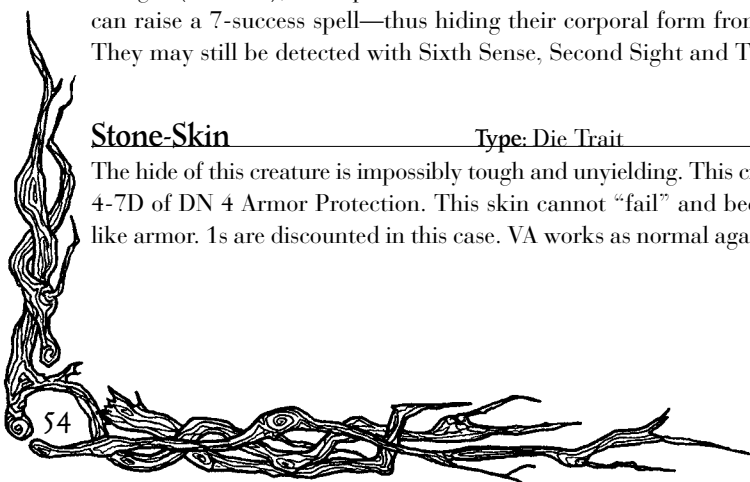 can raise a 7-success spell—thus hiding their corporal form from
They may still be detected with Sixth Sense, Second Sight and T
Stone-Skin Type: Die Trait
The hide of this creature is impossibly tough and unyielding. This c
4-7D of DN 4 Armor Protection. This skin cannot “fail” and bec
like armor. 1s are discounted in this case. VA works as normal aga
54